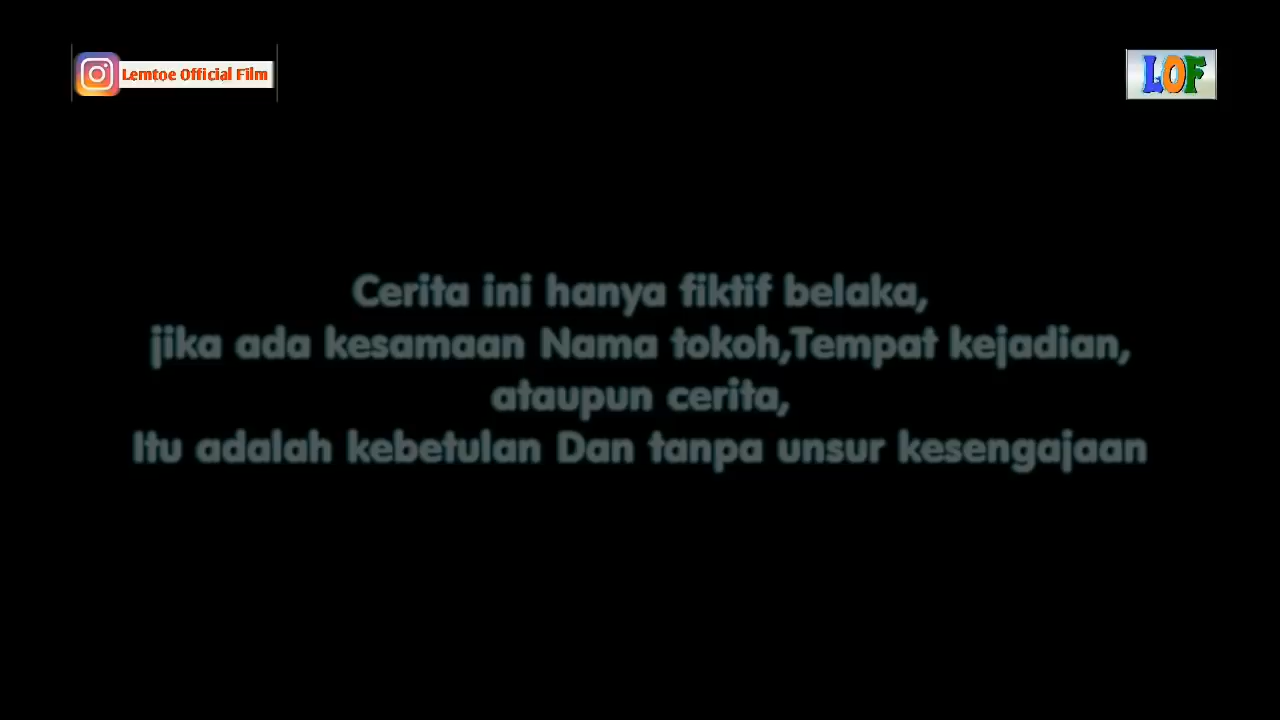 Lemtoe Official Film
LOF
Cerita ini hanya fiktif belaka,
jika ada kesamaan Nama tokoh,Tempat kejadian,
ataupun cerita,
Itu adalah kebetulan Dan tanpa unsur kesengajaan